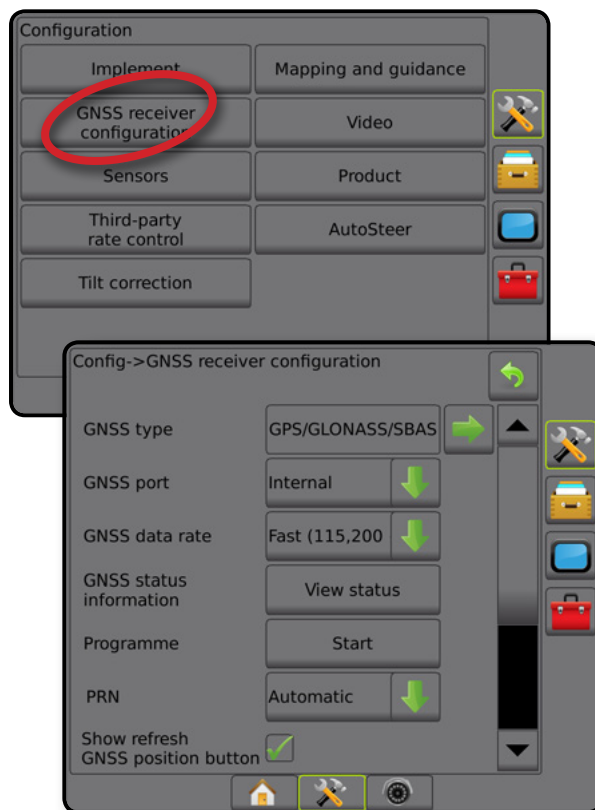 Configuration
Implement
Mapping and guidance
GNSS receiver
configuration
Video
Sensors
Product
Third-party
rate control
AutoSteer
Tilt correction
Config->GNSS receiver configuration
GNSS type
GPS/GLONASS/SBAS
GNSS port
Internal
GNSS data rate
Fast (115,200
GNSS status
information
View status
Programme
Start
PRN
Automatic
Show refresh
GNSS position button